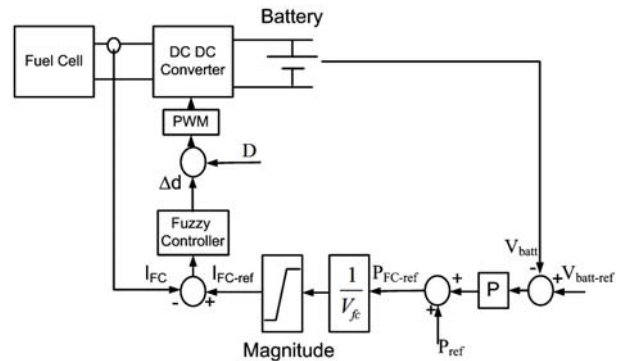 Battery
Fuel Cell
DC DC
Converter
PWM
D
Δd
Fuzzy
Controller
V_batt
I_FC
I_FC-ref
1
V_fc
P_FC-ref
+
P
-
+
V_batt-ref
-
+
+
P_ref
Magnitude